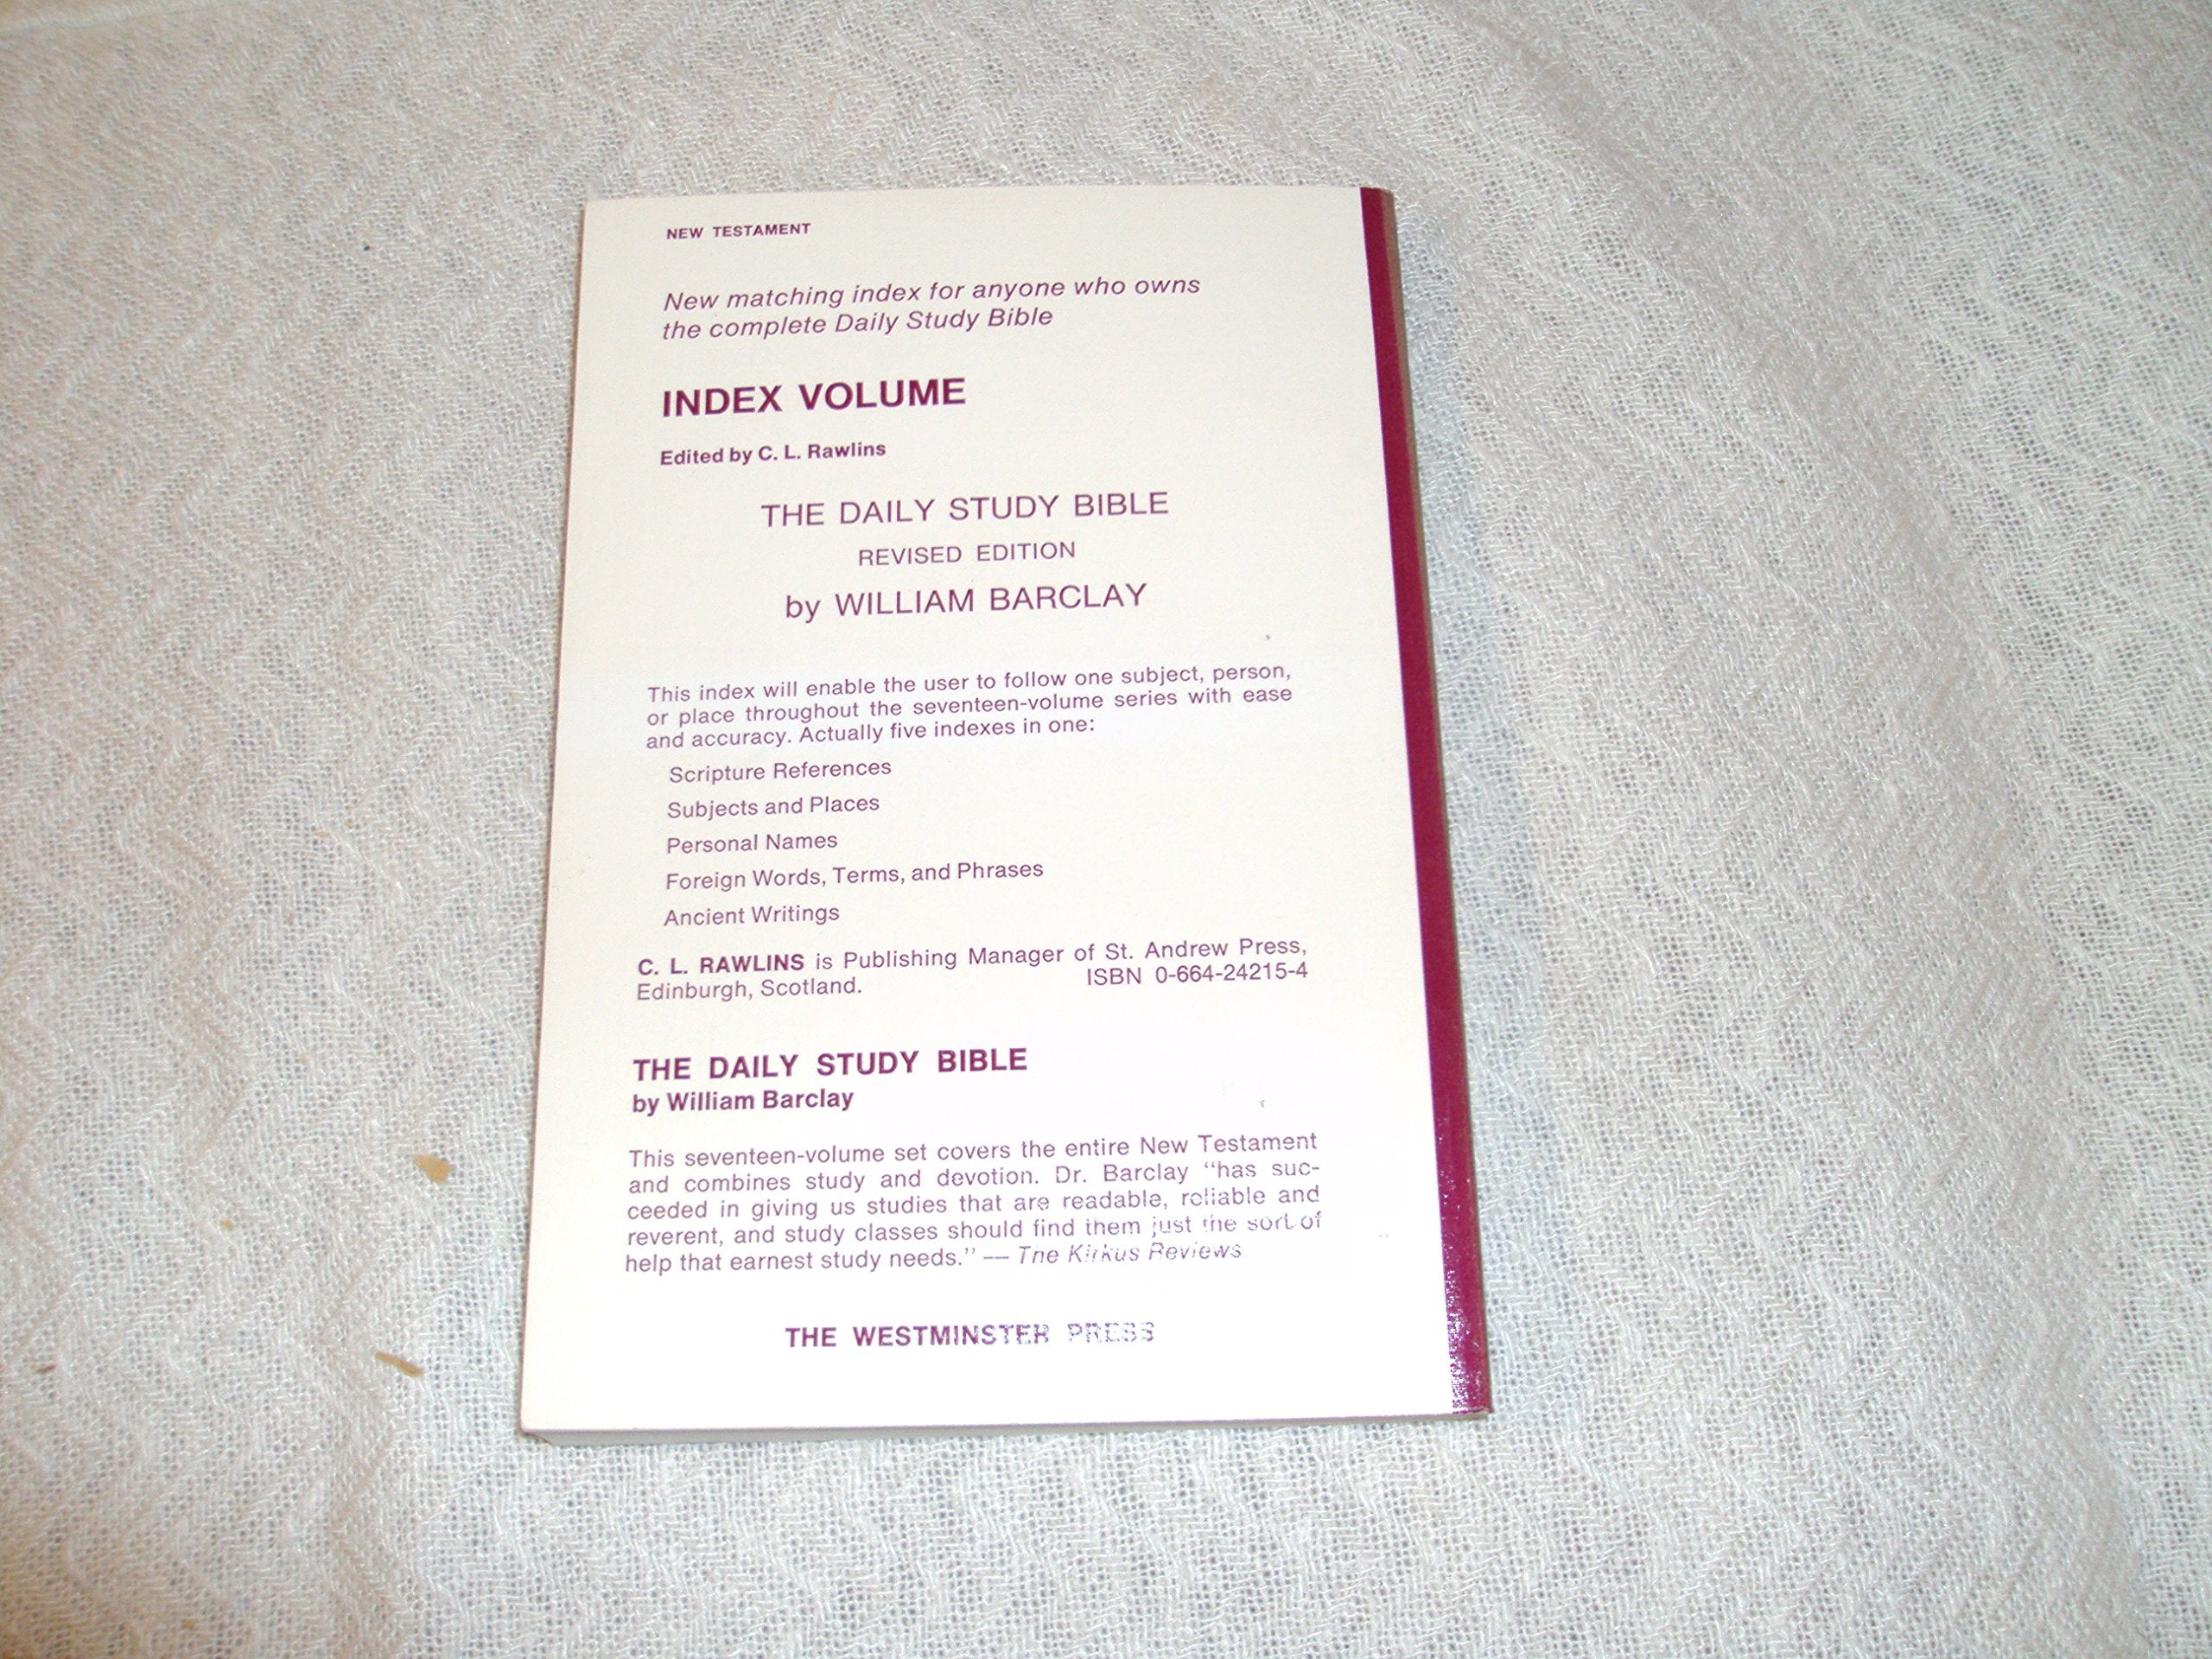 NEW TESTAMENT
New matching index for anyone who owns
the complete Daily Study Bible
INDEX VOLUME
Edited by C. L. Rawlins
THE DAILY STUDY BIBLE
REVISED EDITION
by WILLIAM BARCLAY
This index will enable the user to follow one subject, person,
or place throughout the seventeen-volume series with ease
and accuracy. Actually five indexes in one:
Scripture References
Subjects and Places
Personal Names
Foreign Words, Terms, and Phrases
Ancient Writings
C. L. RAWLINS is Publishing Manager of St. Andrew Press,
Edinburgh, Scotland. ISBN 0-664-24215-4
THE DAILY STUDY BIBLE
by William Barclay
This seventeen-volume set covers the entire New Testament
and combines study and devotion. Dr. Barclay “has suc-
ceeded in giving us studies that are readable, reliable and
reverent, and study classes should find them just the sort of
help that earnest study needs.” — The Kirkus Reviews
THE WESTMINSTER PRESS